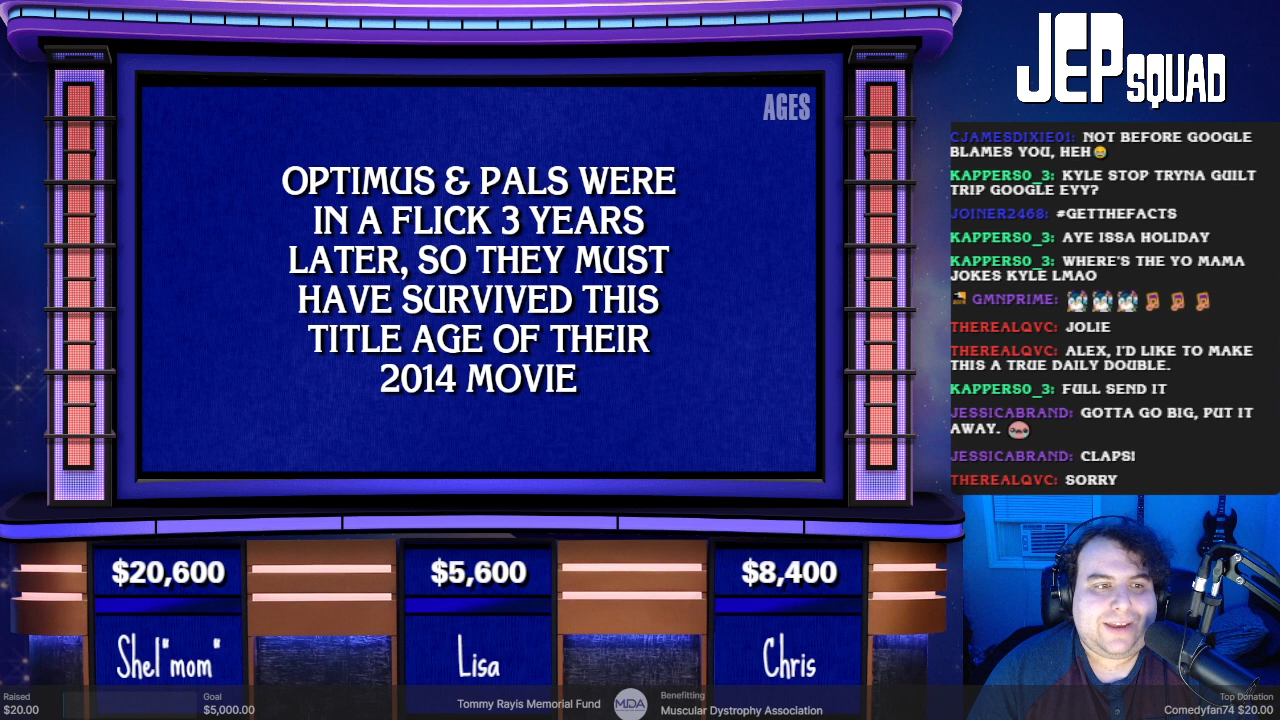 AGES
OPTIMUS & PALS WERE
IN A FLICK 3 YEARS
LATER, SO THEY MUST
HAVE SURVIVED THIS
TITLE AGE OF THEIR
2014 MOVIE
JEP SQUAD
CJAMESDIXIE01: NOT BEFORE GOOGLE
BLAMES YOU, HEH😂
KAPPERS0_3: KYLE STOP TRYNA GUILT
TRIP GOOGLE EYY?
JOINER2468: #GETTHEFACTS
KAPPERS0_3: AYE ISSA HOLIDAY
KAPPERS0_3: WHERE'S THE YO MAMA
JOKES KYLE LMAO
GMNPRIME:
THEREALQVC: JOLIE
THEREALQVC: ALEX, I'D LIKE TO MAKE
THIS A TRUE DAILY DOUBLE.
KAPPERS0_3: FULL SEND IT
JESSICABRAND: GOTTA GO BIG, PUT IT
AWAY.
JESSICABRAND: CLAPS!
THEREALQVC: SORRY
$20,600
$5,600
$8,400
Shel"mom"
Lisa
Chris
Raised
$20.00
Goal
$5,000.00
Tommy Rayis Memorial Fund
MDA
Benefitting
Muscular Dystrophy Association
Top Donation
Comedyfan74 $20.00